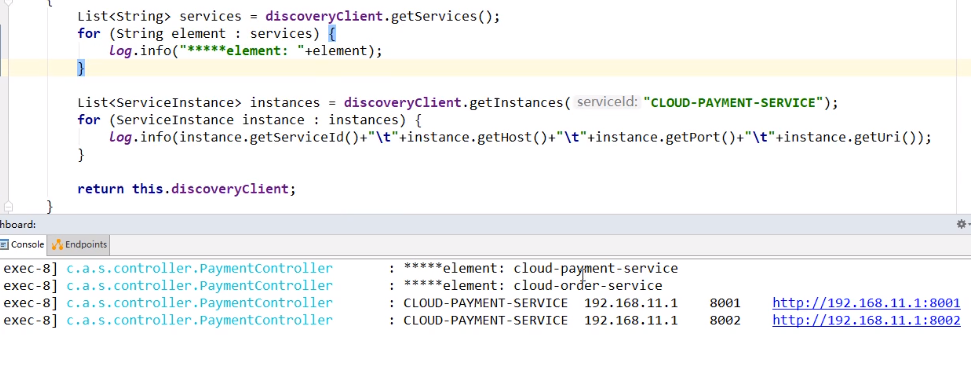 {
List<String> services = discoveryClient.getServices();
for (String element : services) {
log.info("*****element: "+element);
}
List<ServiceInstance> instances = discoveryClient.getInstances( serviceId: "CLOUD-PAYMENT-SERVICE");
for (ServiceInstance instance : instances) {
log.info(instance.getServiceId()+"\t"+instance.getHost()+"\t"+instance.getPort()+"\t"+instance.getUri());
}
return this.discoveryClient;
}
hboard:
Console Endpoints
exec-8] c.a.s.controller.PaymentController : *****element: cloud-payment-service
exec-8] c.a.s.controller.PaymentController : *****element: cloud-order-service
exec-8] c.a.s.controller.PaymentController : CLOUD-PAYMENT-SERVICE 192.168.11.1 8001 http://192.168.11.1:8001
exec-8] c.a.s.controller.PaymentController : CLOUD-PAYMENT-SERVICE 192.168.11.1 8002 http://192.168.11.1:8002